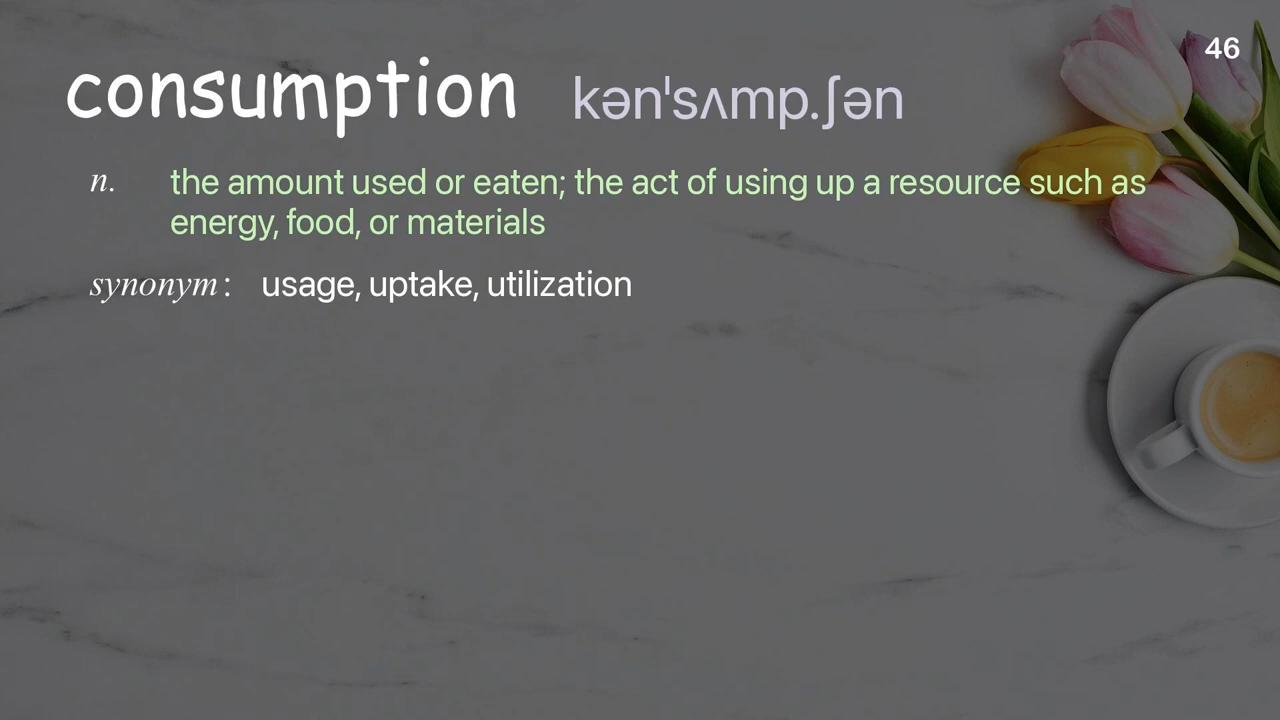 46
consumption kən'sʌmp.ʃən
n. the amount used or eaten; the act of using up a resource such as
energy, food, or materials
synonym: usage, uptake, utilization